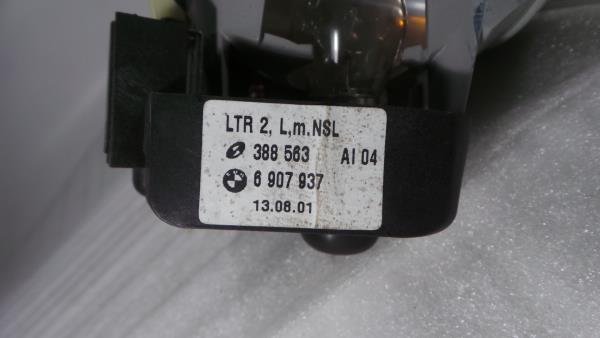 LTR 2, L,m.NSL
388 563 AI 04
6 907 937
13.08.01